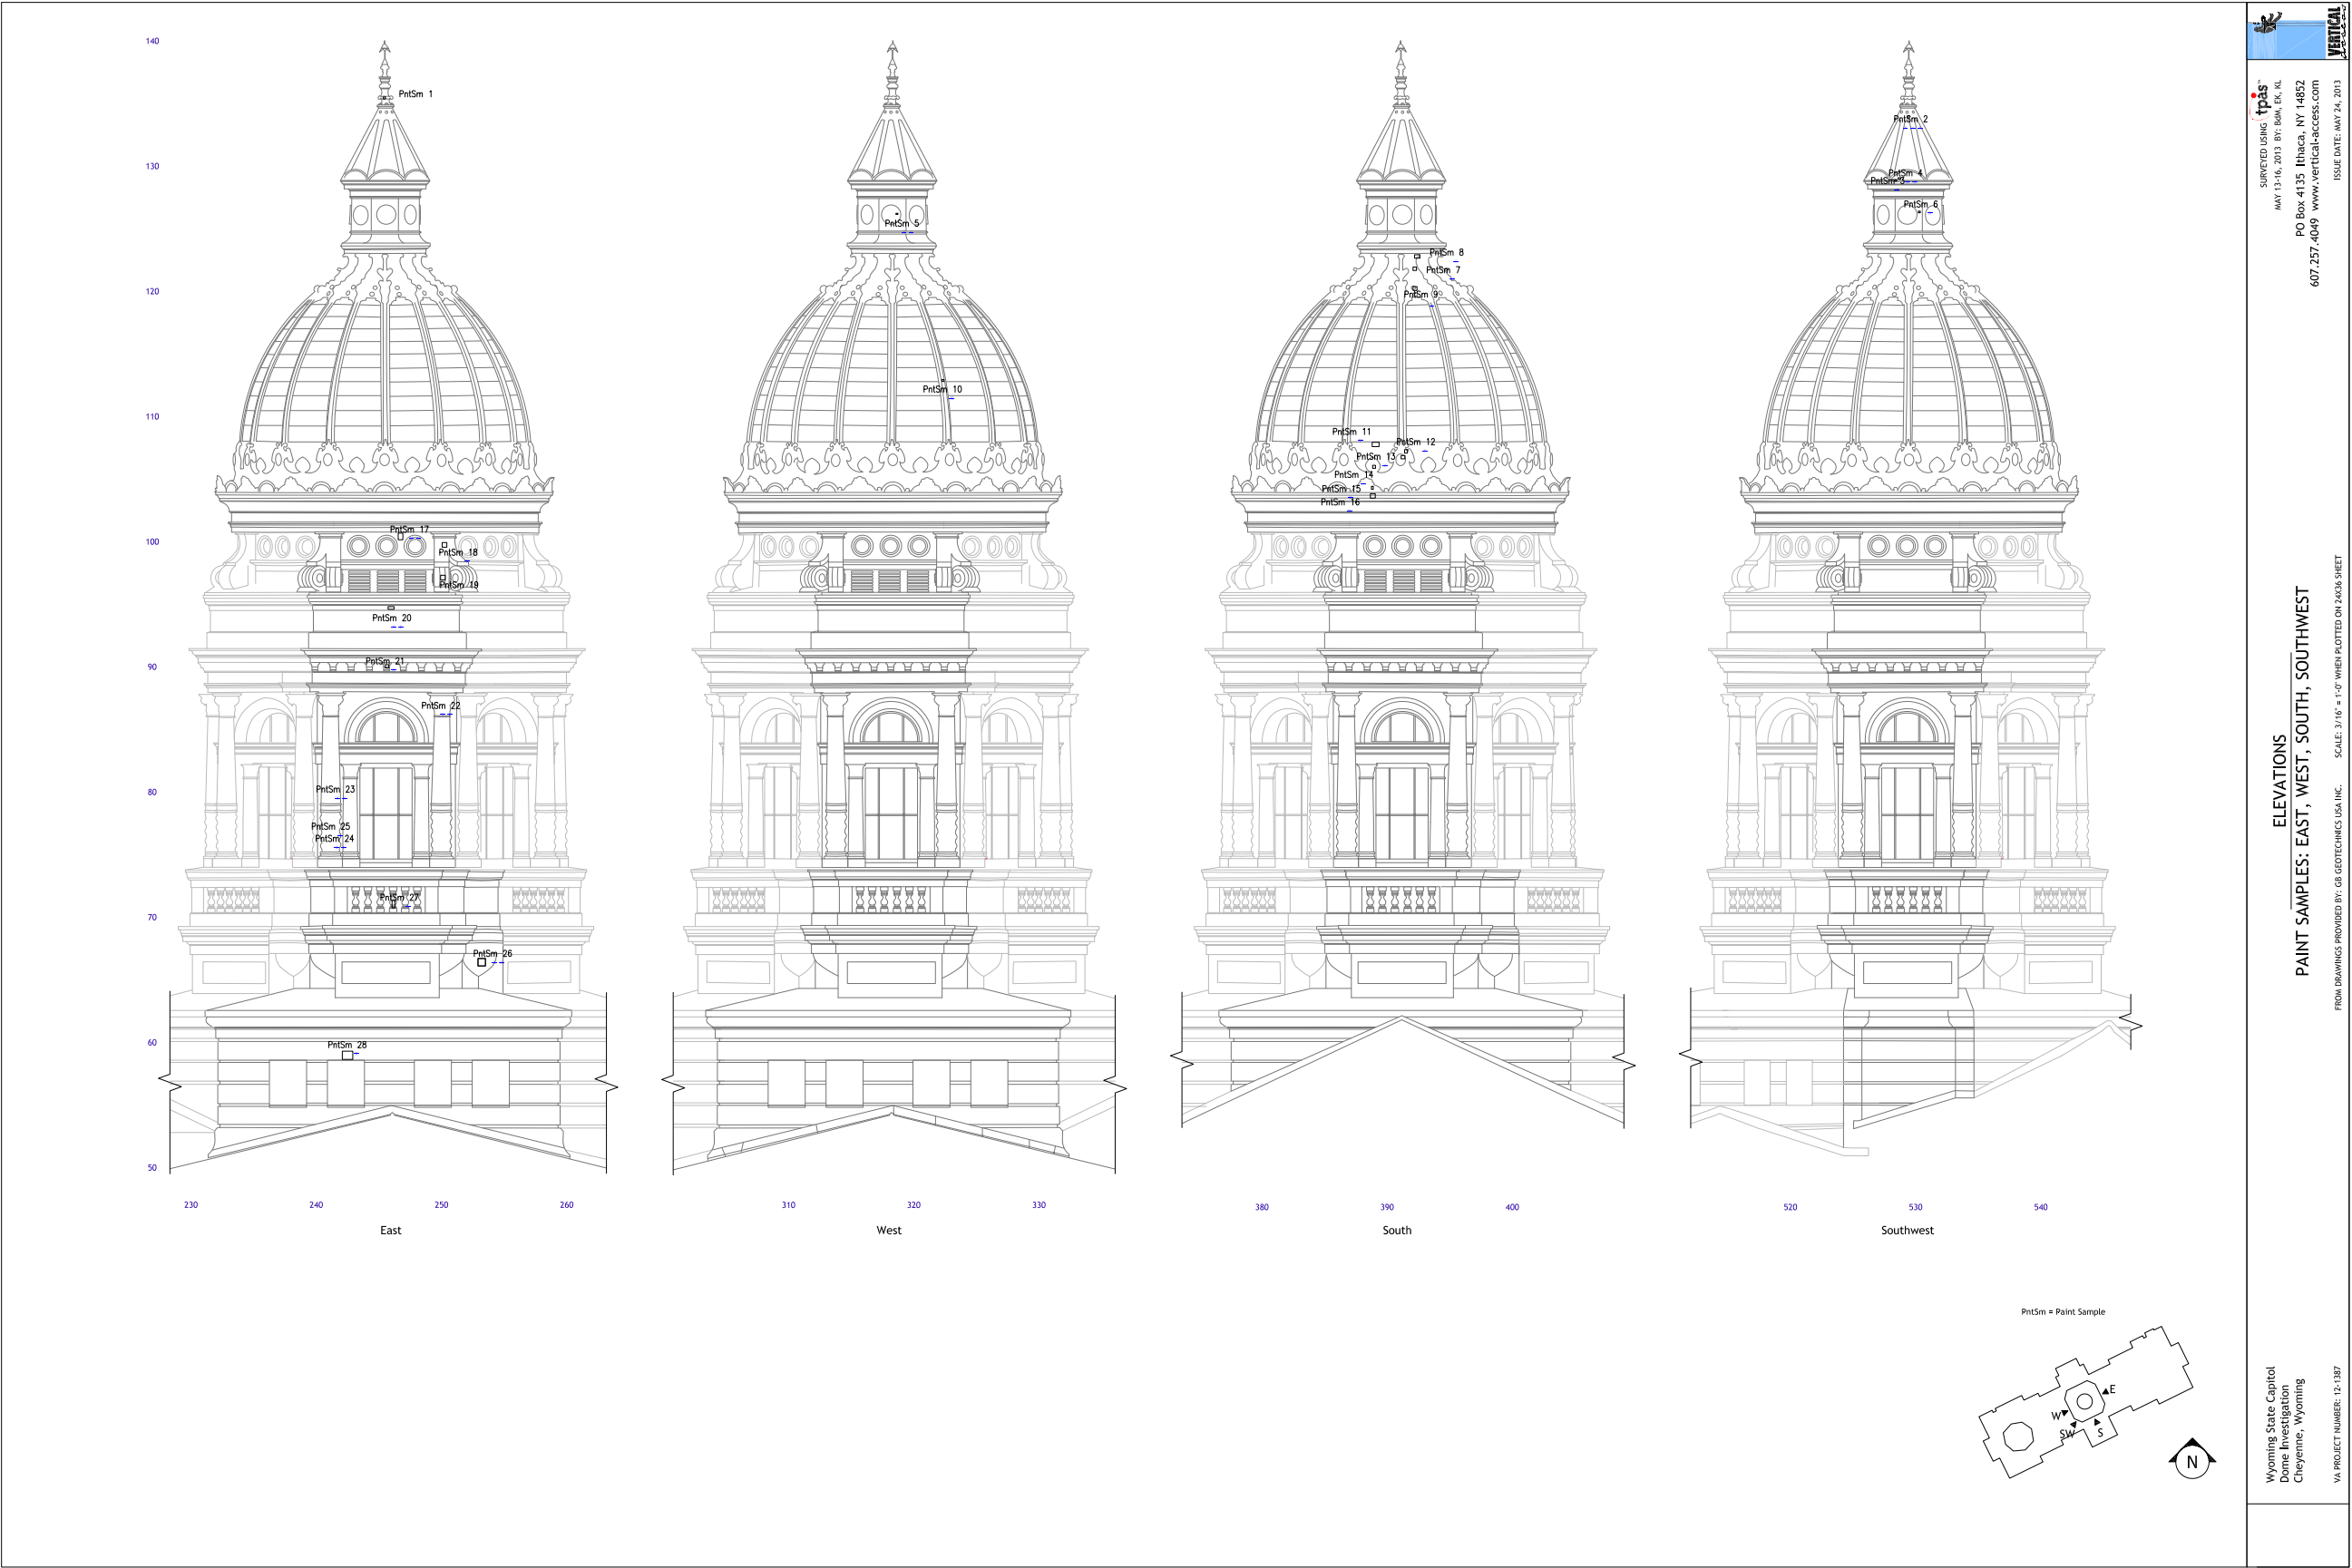 140
130
120
110
100
90
80
70
60
50
PntSm 1
PntSm 17
PntSm 18
PntSm 19
PntSm 20
PntSm 21
PntSm 22
PntSm 23
PntSm 25
PntSm 24
PntSm 27
PntSm 26
PntSm 28
230 240 250 260
East
PntSm 5
PntSm 10
310 320 330
West
PntSm 8
PntSm 7
PntSm 9
PntSm 11
PntSm 12
PntSm 13
PntSm 14
PntSm 15
PntSm 16
380 390 400
South
PntSm 2
PntSm 4
PntSm 3
PntSm 6
520 530 540
Southwest
PntSm = Paint Sample
E
W
SW
S
N
VERTICAL
access
SURVEYED USING tpas™
MAY 13-16, 2013 BY: BdM, EK, KL
PO Box 4135 Ithaca, NY 14852
607.257.4049 www.vertical-access.com
ISSUE DATE: MAY 24, 2013
ELEVATIONS
PAINT SAMPLES: EAST, WEST, SOUTH, SOUTHWEST
FROM DRAWINGS PROVIDED BY: GB GEOTECHNICS USA INC. SCALE: 3/16" = 1'-0" WHEN PLOTTED ON 24X36 SHEET
Wyoming State Capitol
Dome Investigation
Cheyenne, Wyoming
VA PROJECT NUMBER: 12-1387